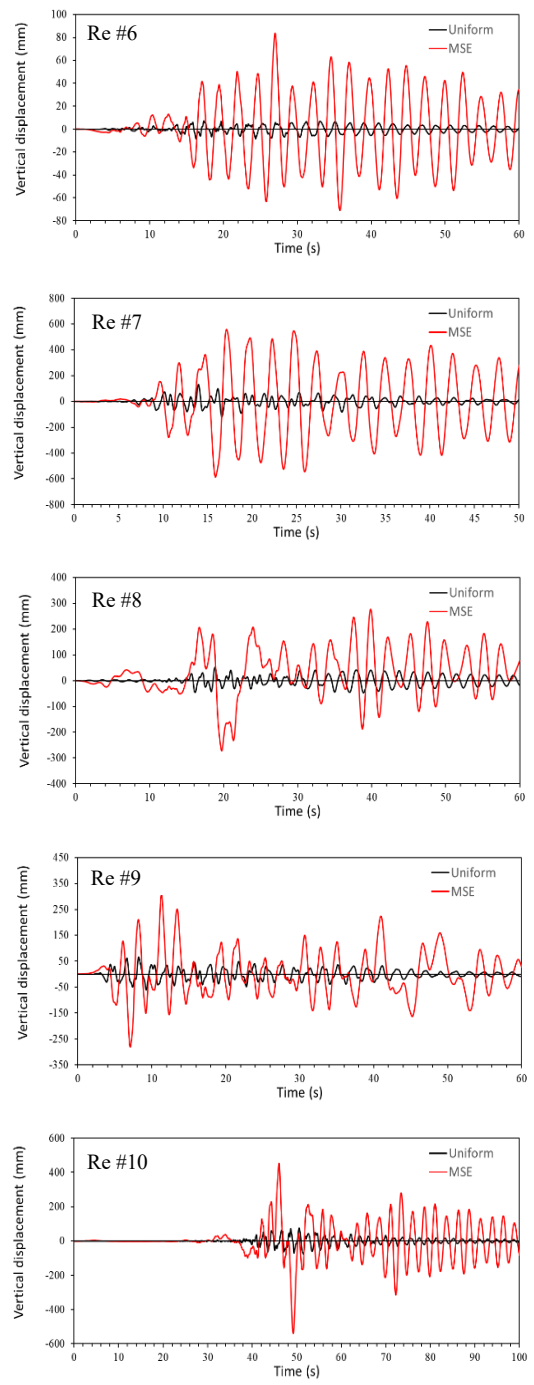 Re #6
Uniform
MSE
Vertical displacement (mm)
100
80
60
40
20
0
-20
-40
-60
-80
0 10 20 30 40 50 60
Time (s)
Re #7
Uniform
MSE
Vertical displacement (mm)
800
600
400
200
0
-200
-400
-600
-800
0 5 10 15 20 25 30 35 40 45 50
Time (s)
Re #8
Uniform
MSE
Vertical displacement (mm)
400
300
200
100
0
-100
-200
-300
-400
0 10 20 30 40 50 60
Time (s)
Re #9
Uniform
MSE
Vertical displacement (mm)
450
350
250
150
50
-50
-150
-250
-350
0 10 20 30 40 50 60
Time (s)
Re #10
Uniform
MSE
Vertical displacement (mm)
600
400
200
0
-200
-400
-600
0 10 20 30 40 50 60 70 80 90 100
Time (s)